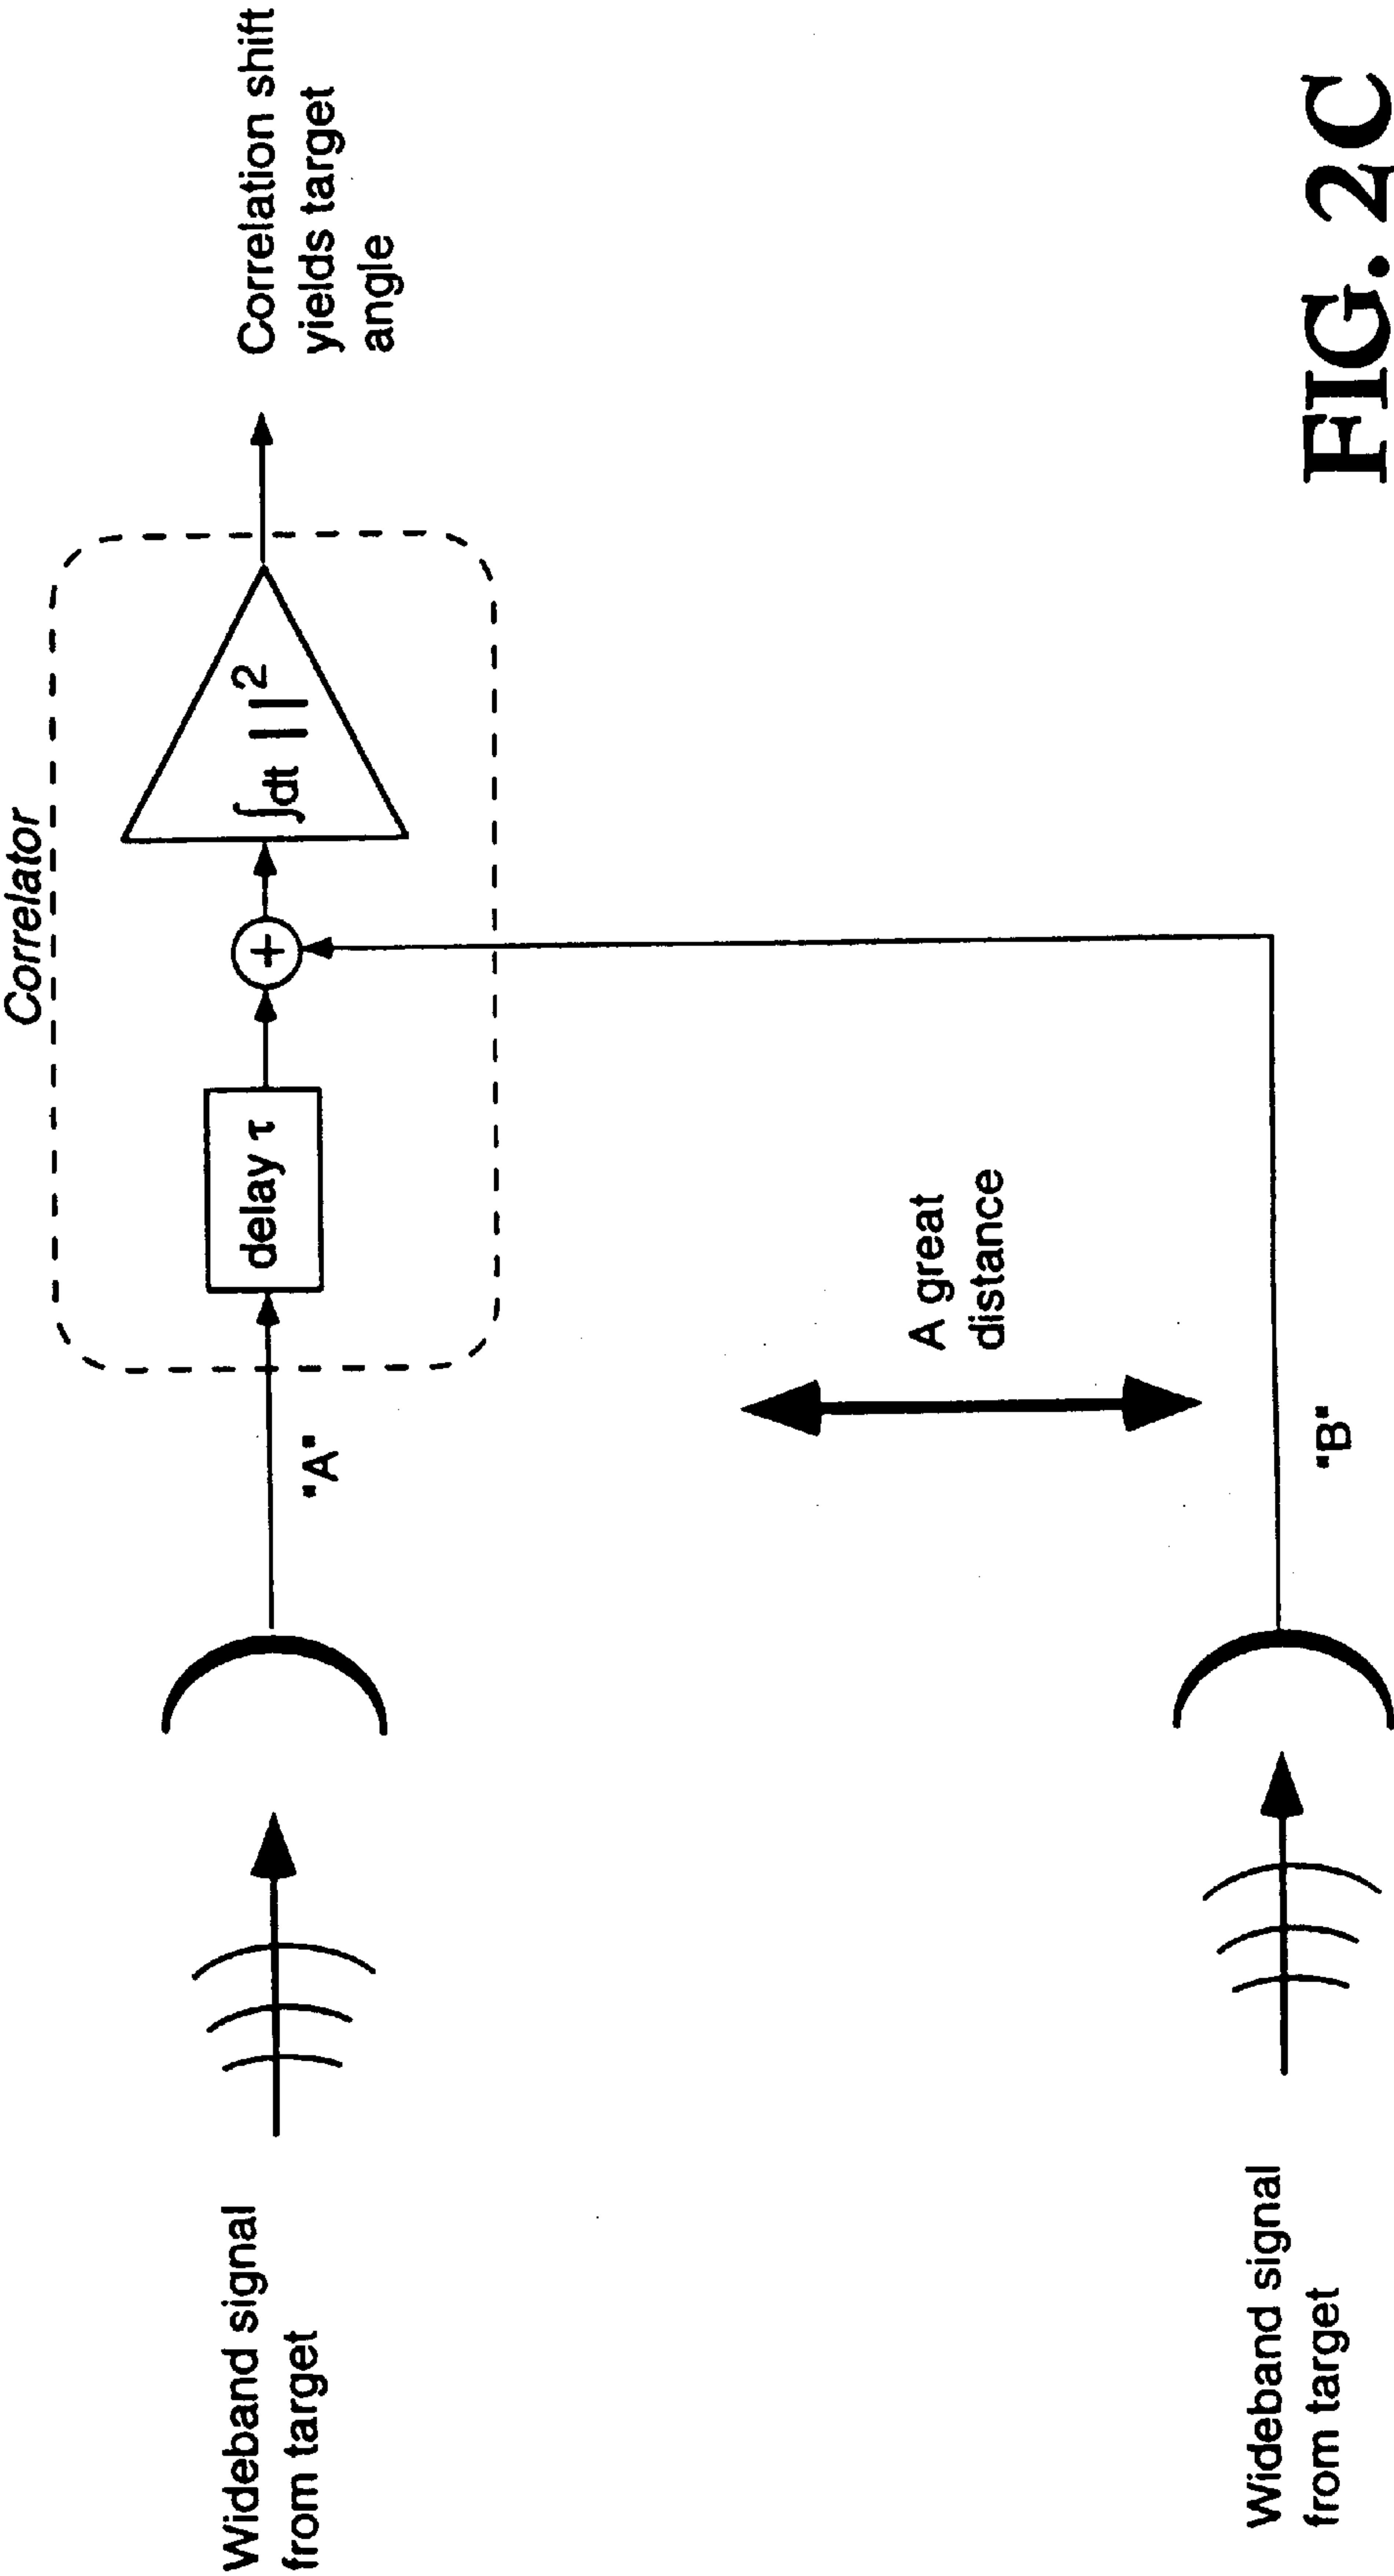 Correlator
Wideband signal
from target
"A"
delay τ
+
∫dt | |²
Correlation shift
yields target
angle
A great
distance
Wideband signal
from target
"B"
FIG. 2C